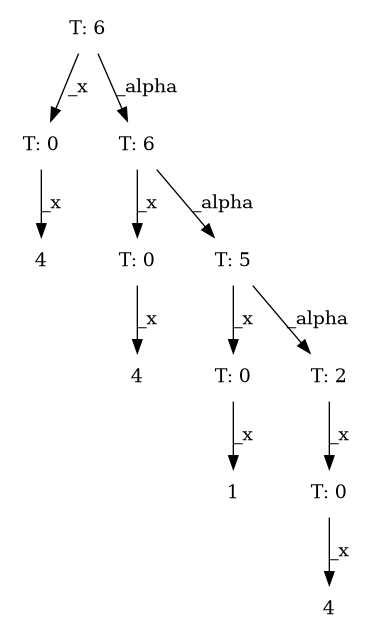 T: 6
_x _alpha
T: 0 T: 6
_x _x _alpha
4 T: 0 T: 5
_x _x _alpha
4 T: 0 T: 2
_x _x
1 T: 0
_x
4